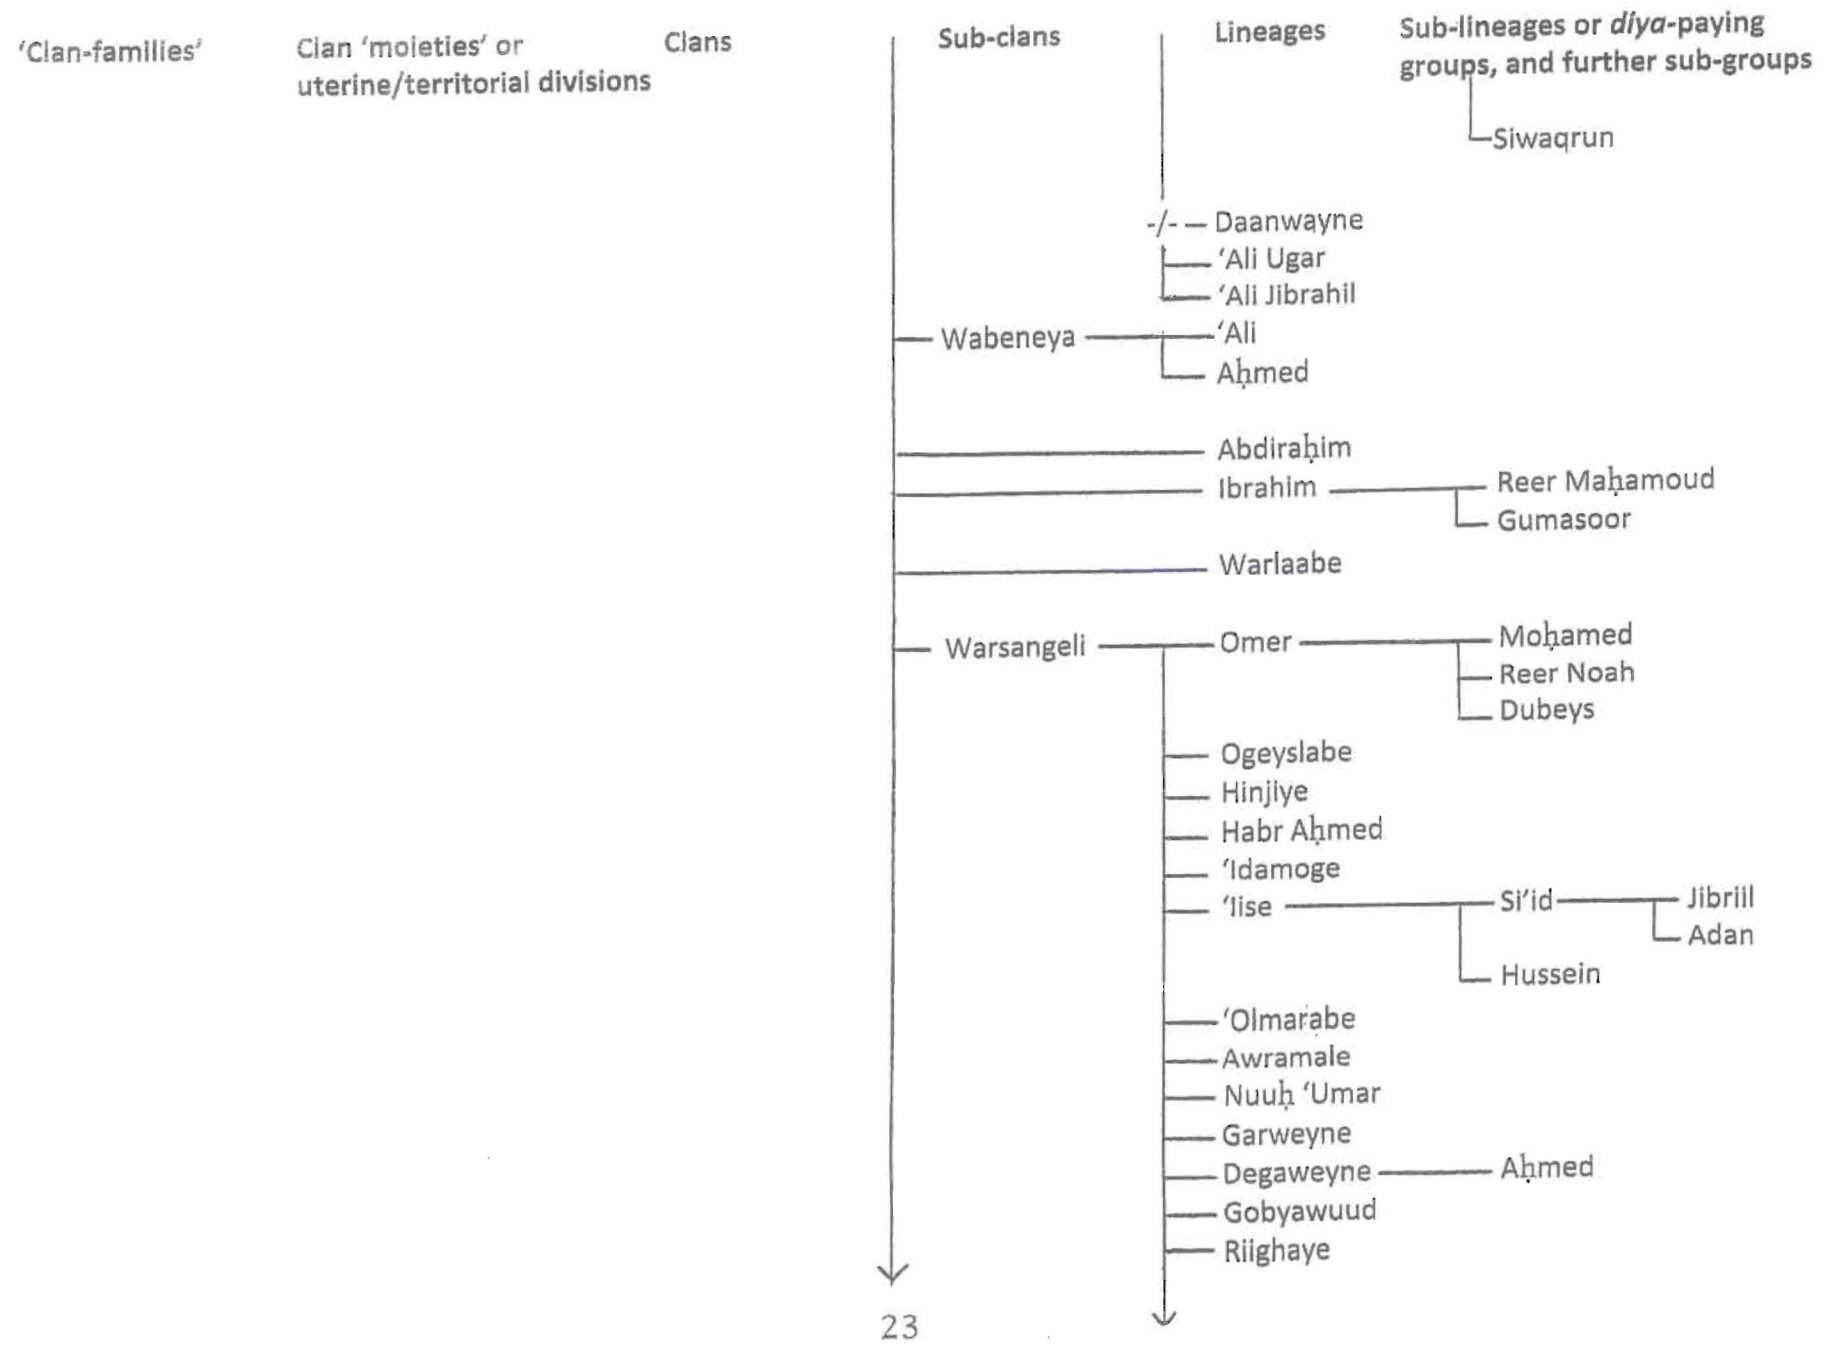 ‘Clan-families’
Clan ‘moieties’ or
uterine/territorial divisions
Clans
Sub-clans
Lineages
Sub-lineages or diya-paying
groups, and further sub-groups
Siwaqrun
-/- Daanwayne
‘Ali Ugar
‘Ali Jibrahil
Wabeneya
‘Ali
Aḥmed
Abdiraḥim
Ibrahim
Reer Maḥamoud
Gumasoor
Warlaabe
Warsangeli
Omer
Moḥamed
Reer Noah
Dubeys
Ogeyslabe
Hinjiye
Habr Aḥmed
‘Idamoge
‘Iise
Si’id
Jibriil
Adan
Hussein
‘Olmarabe
Awramale
Nuuḥ ‘Umar
Garweyne
Degaweyne
Aḥmed
Gobyawuud
Riighaye
23